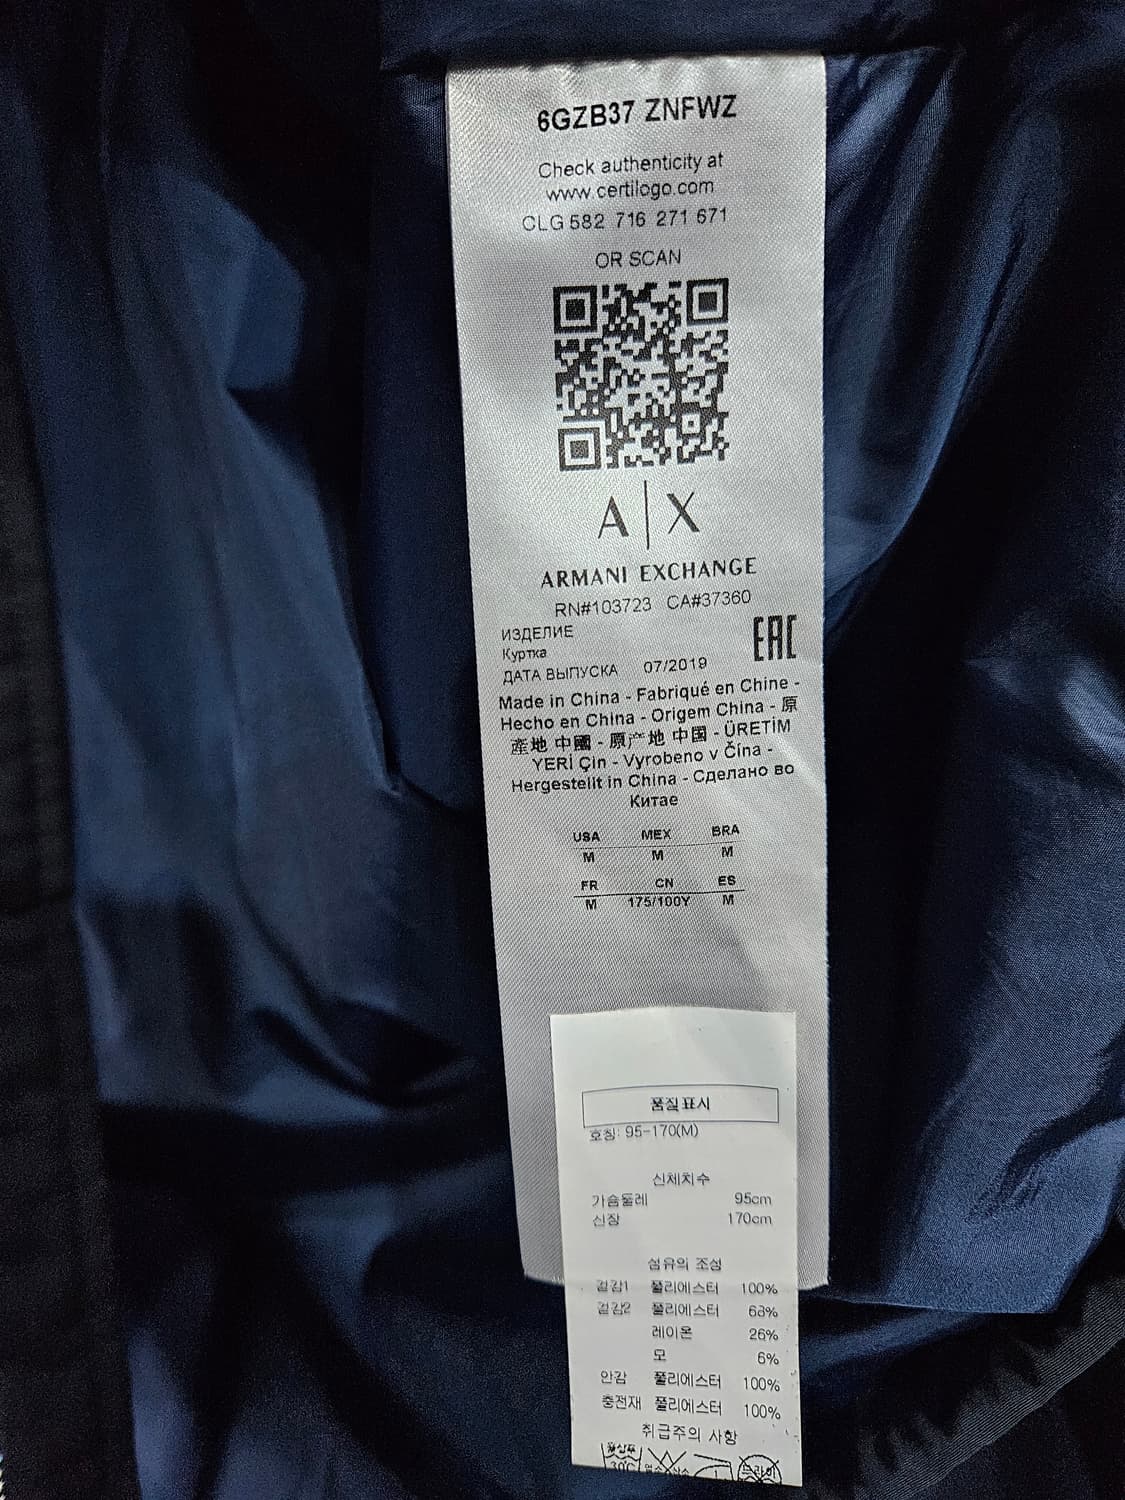 6GZB37 ZNFWZ
Check authenticity at
www.certilogo.com
CLG 582 716 271 671
OR SCAN
A|X
ARMANI EXCHANGE
RN#103723 CA#37360
ИЗДЕЛИЕ
Куртка
EAC
ДАТА ВЫПУСКА 07/2019
Made in China - Fabriqué en Chine -
Hecho en China - Origem China - 原
產地 中國 - 原产地 中国 - ÜRETİM
YERİ Çin - Vyrobeno v Čína -
Hergestellt in China - Сделано во
Китае
USA MEX BRA
M M M
FR CN ES
M 175/100Y M
품질표시
호칭: 95-170(M)
신체치수
가슴둘레 95cm
신장 170cm
섬유의 조성
겉감1 폴리에스터 100%
겉감2 폴리에스터 68%
레이온 26%
모 6%
안감 폴리에스터 100%
충전재 폴리에스터 100%
취급주의 사항
30℃ 드라이